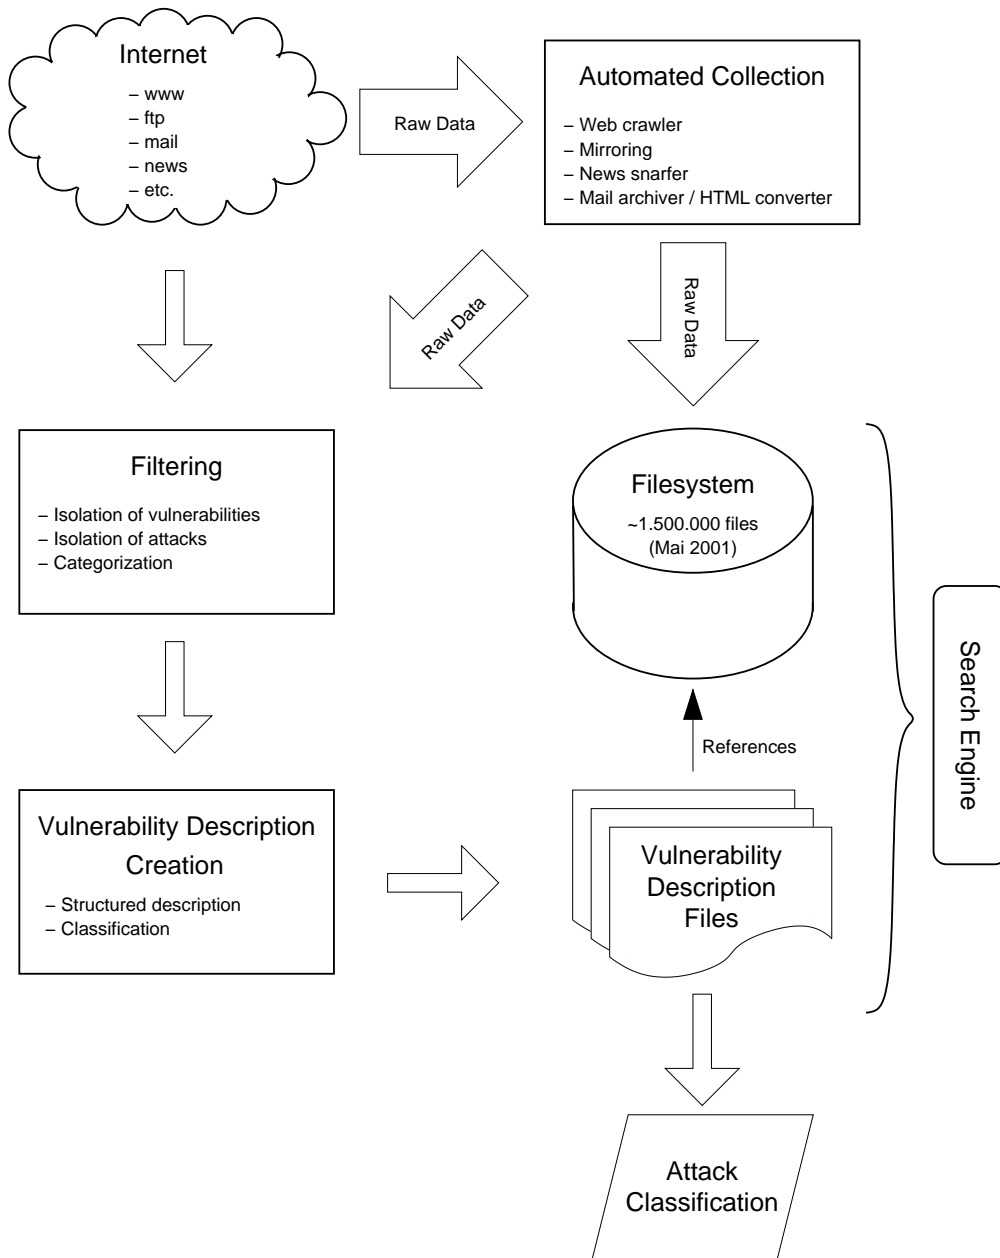 Internet
– www
– ftp
– mail
– news
– etc.
Raw Data
Automated Collection
– Web crawler
– Mirroring
– News snarfer
– Mail archiver / HTML converter
Raw Data
Raw Data
Filtering
– Isolation of vulnerabilities
– Isolation of attacks
– Categorization
Filesystem
~1.500.000 files
(Mai 2001)
Search Engine
References
Vulnerability Description
Creation
– Structured description
– Classification
Vulnerability
Description
Files
Attack
Classification